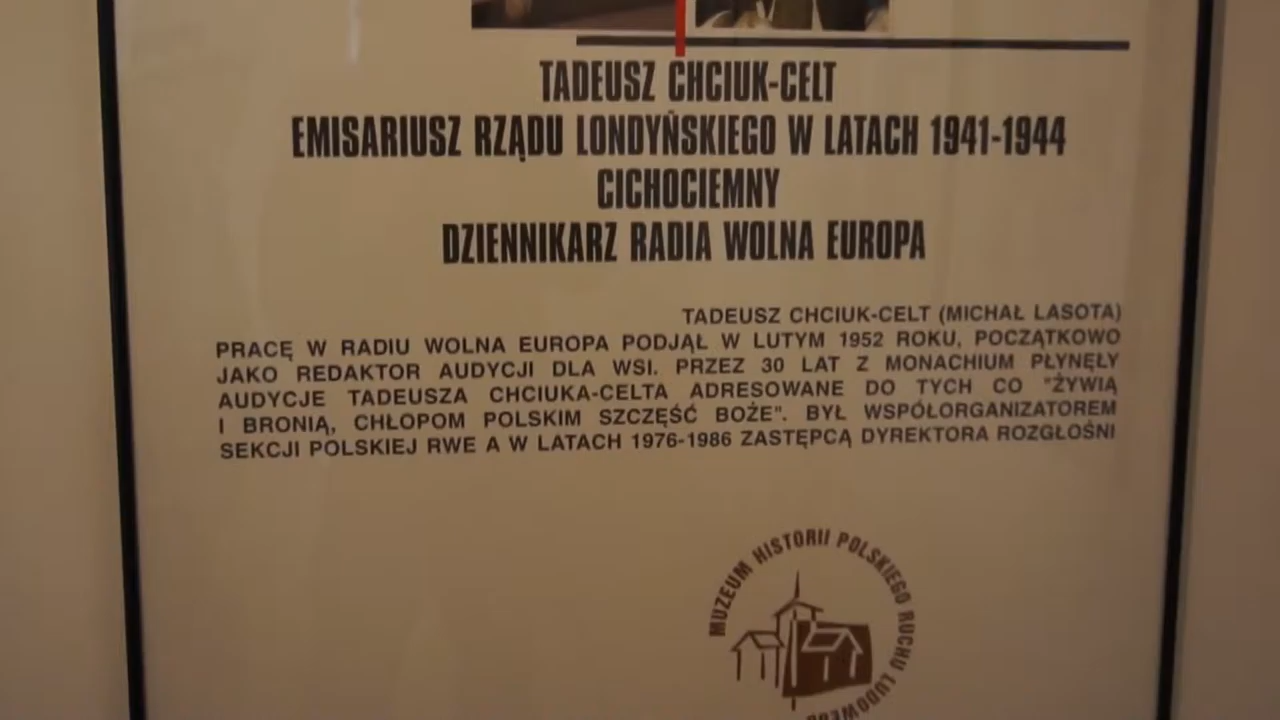 TADEUSZ CHCIUK-CELT
EMISARIUSZ RZĄDU LONDYŃSKIEGO W LATACH 1941-1944
CICHOCIEMNY
DZIENNIKARZ RADIA WOLNA EUROPA
TADEUSZ CHCIUK-CELT (MICHAŁ LASOTA)
PRACĘ W RADIU WOLNA EUROPA PODJĄŁ W LUTYM 1952 ROKU, POCZĄTKOWO
JAKO REDAKTOR AUDYCJI DLA WSI. PRZEZ 30 LAT Z MONACHIUM PŁYNĘŁY
AUDYCJE TADEUSZA CHCIUKA-CELTA ADRESOWANE DO TYCH CO "ŻYWIĄ
I BRONIĄ, CHŁOPOM POLSKIM SZCZĘŚĆ BOŻE". BYŁ WSPÓŁORGANIZATOREM
SEKCJI POLSKIEJ RWE A W LATACH 1976-1986 ZASTĘPCĄ DYREKTORA ROZGŁOŚNI
MUZEUM HISTORII POLSKIEGO RUCHU